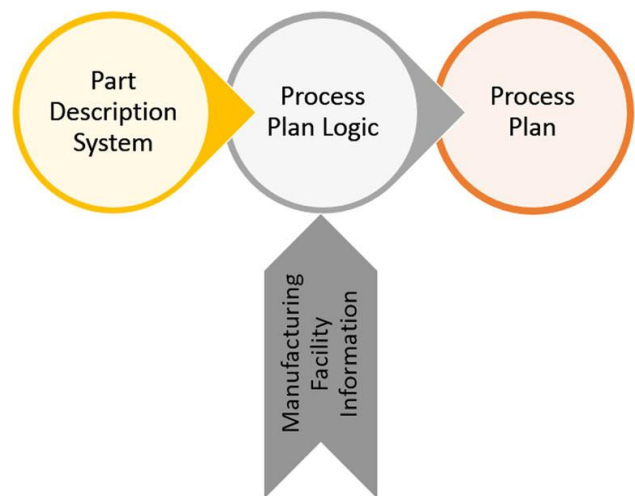 Part
Description
System
Process
Plan Logic
Process
Plan
Manufacturing
Facility
Information